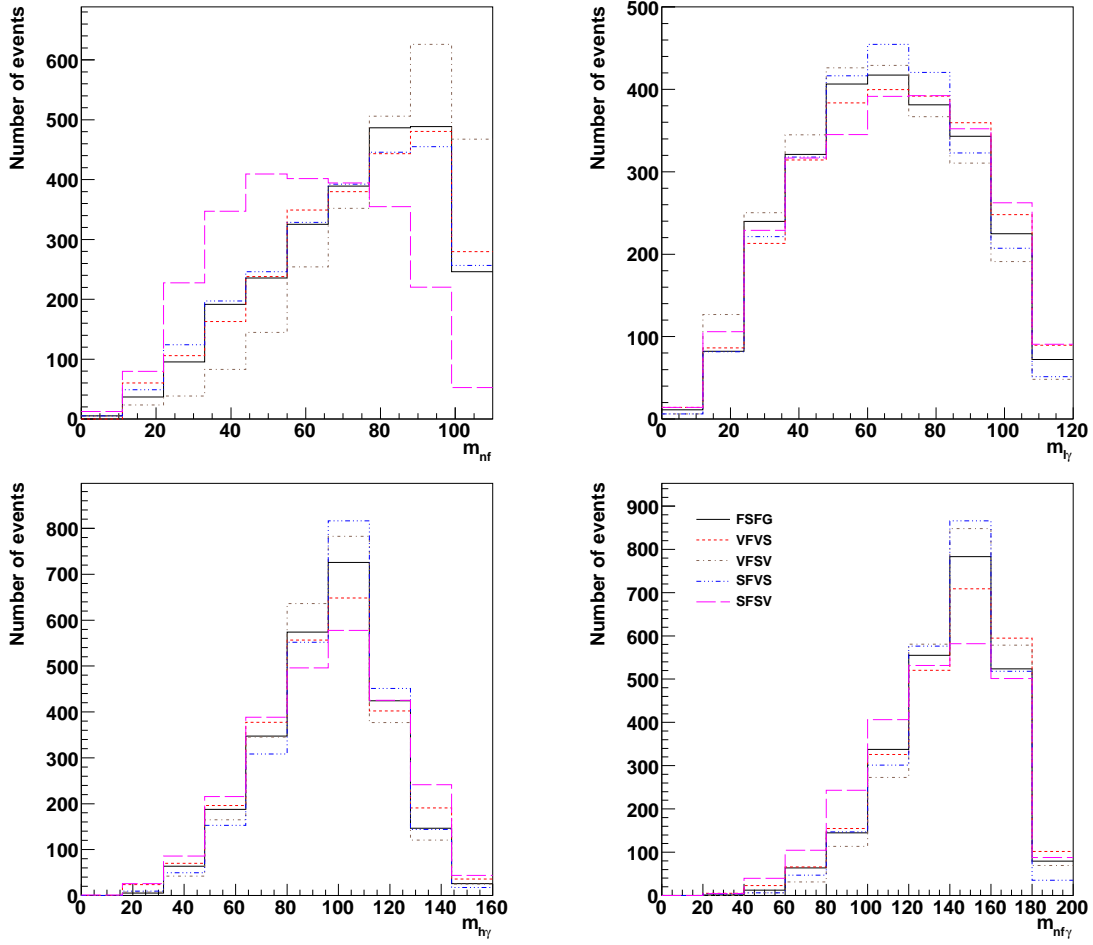 Number of events
600
500
400
300
200
100
0
0 20 40 60 80 100
m_nf
Number of events
500
400
300
200
100
0
0 20 40 60 80 100 120
m_lγ
Number of events
800
700
600
500
400
300
200
100
0
0 20 40 60 80 100 120 140 160
m_hγ
Number of events
900
800
700
600
500
400
300
200
100
0
FSFG
VFVS
VFSV
SFVS
SFSV
0 20 40 60 80 100 120 140 160 180 200
m_nfγ